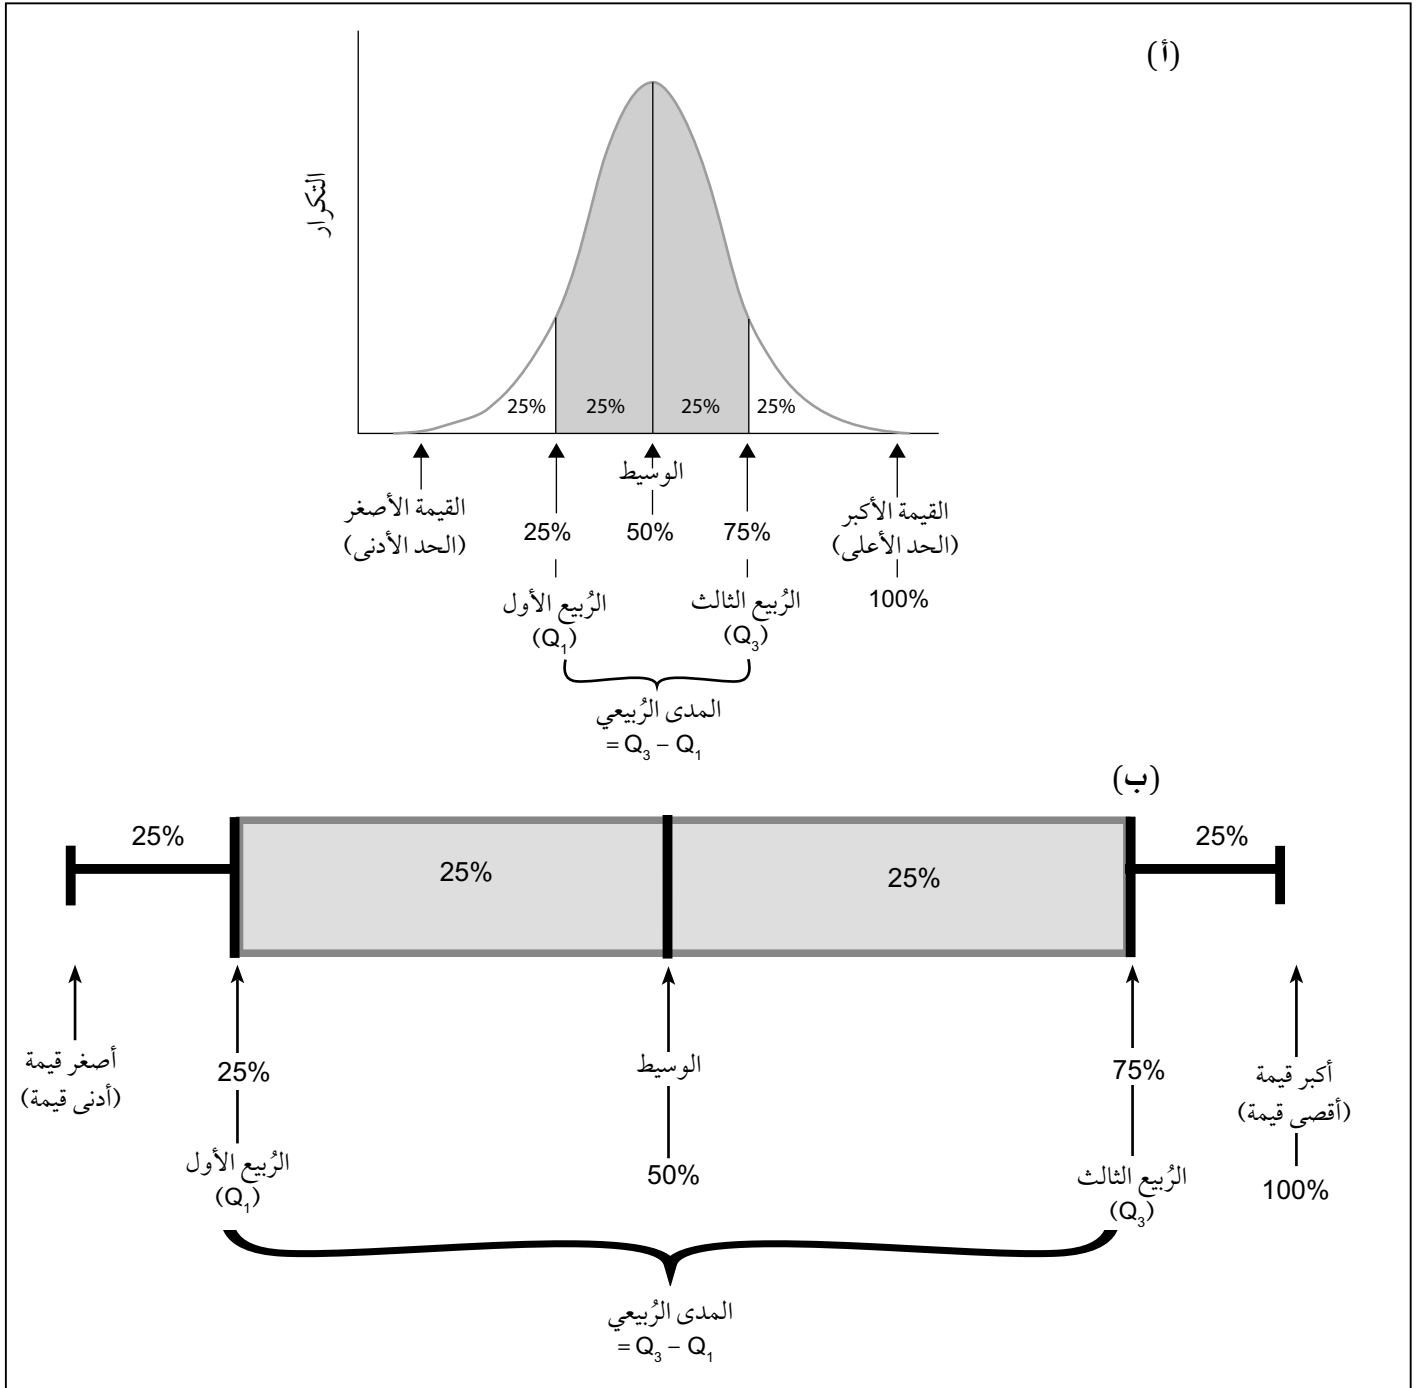 (أ)
التكرار
25% 25% 25% 25%
الوسيط
القيمة الأصغر
(الحد الأدنى)
25%
50%
75%
القيمة الأكبر
(الحد الأعلى)
100%
الرُبيع الأول
(Q₁)
الرُبيع الثالث
(Q₃)
المدى الرُبيعي
= Q₃ – Q₁
(ب)
25%
25%
25%
25%
أصغر قيمة
(أدنى قيمة)
25%
الوسيط
75%
أكبر قيمة
(أقصى قيمة)
الرُبيع الأول
(Q₁)
50%
الرُبيع الثالث
(Q₃)
100%
المدى الرُبيعي
= Q₃ – Q₁